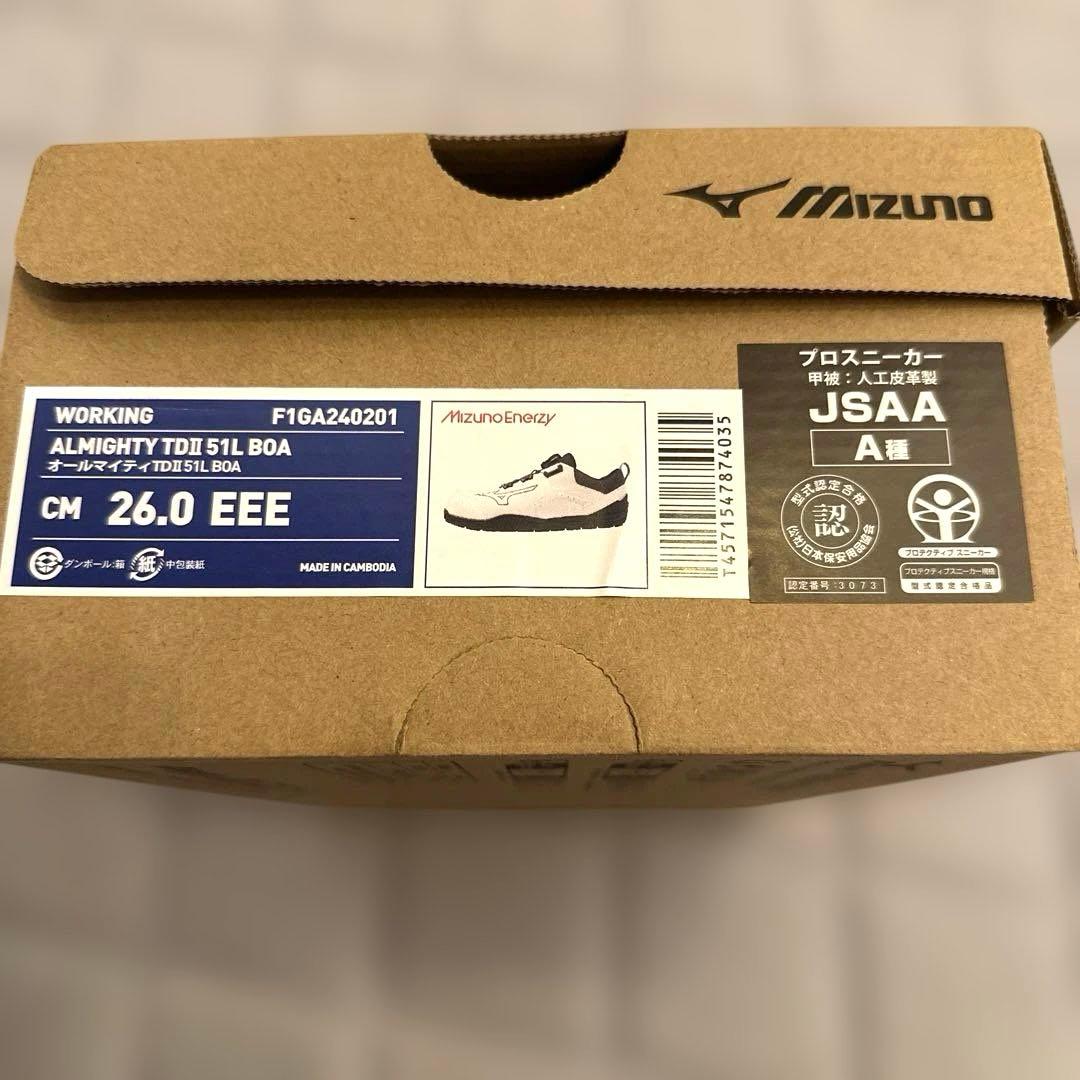 MIZUNO
WORKING F1GA240201
ALMIGHTY TDⅡ 51L BOA
オールマイティTDⅡ 51L BOA
CM 26.0 EEE
ダンボール:箱 紙 中包装紙
MADE IN CAMBODIA
MizunoEnerzy
T4571547874035
プロスニーカー
甲被:人工皮革製
JSAA
A種
型式認定合格
認
(公社)日本保安用品協会
認定番号:3073
プロテクティブ スニーカー
プロテクティブスニーカー規格
型式認定合格品